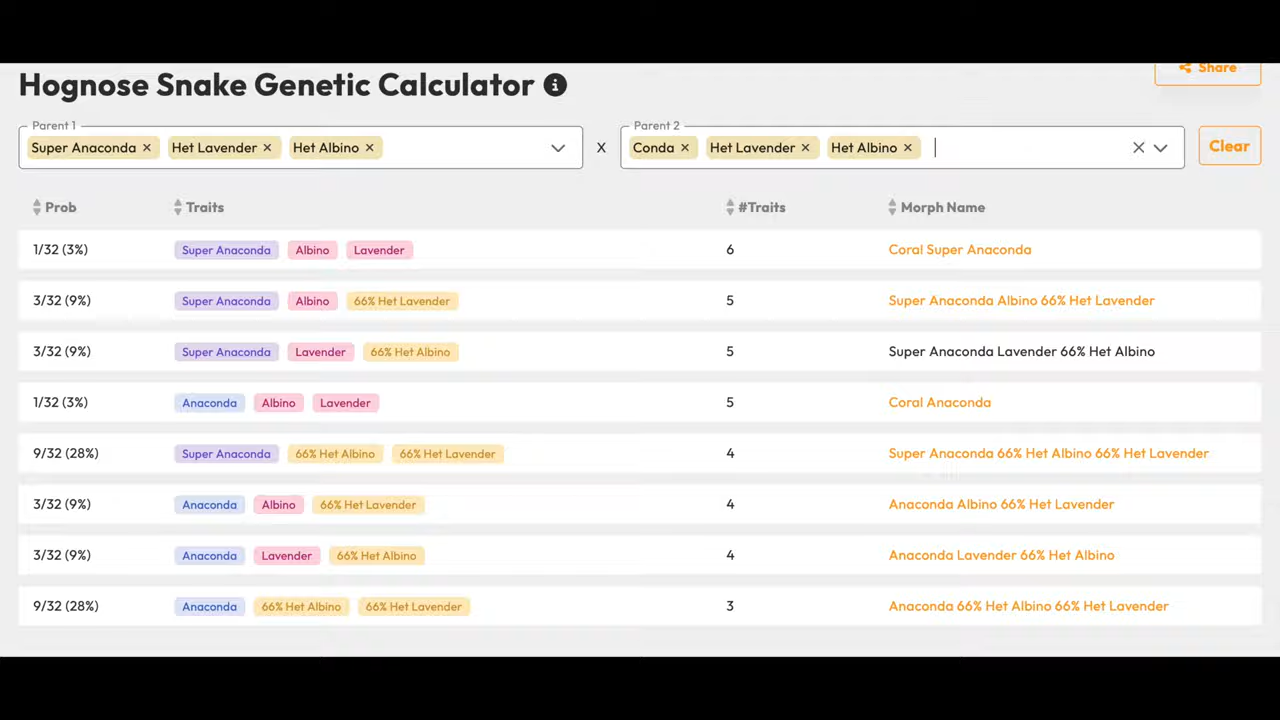 Share
Hognose Snake Genetic Calculator
Parent 1
Parent 2
Super Anaconda × Het Lavender × Het Albino ×
X
Conda × Het Lavender × Het Albino ×
Clear
Prob Traits #Traits Morph Name
1/32 (3%) Super Anaconda Albino Lavender 6 Coral Super Anaconda
3/32 (9%) Super Anaconda Albino 66% Het Lavender 5 Super Anaconda Albino 66% Het Lavender
3/32 (9%) Super Anaconda Lavender 66% Het Albino 5 Super Anaconda Lavender 66% Het Albino
1/32 (3%) Anaconda Albino Lavender 5 Coral Anaconda
9/32 (28%) Super Anaconda 66% Het Albino 66% Het Lavender 4 Super Anaconda 66% Het Albino 66% Het Lavender
3/32 (9%) Anaconda Albino 66% Het Lavender 4 Anaconda Albino 66% Het Lavender
3/32 (9%) Anaconda Lavender 66% Het Albino 4 Anaconda Lavender 66% Het Albino
9/32 (28%) Anaconda 66% Het Albino 66% Het Lavender 3 Anaconda 66% Het Albino 66% Het Lavender